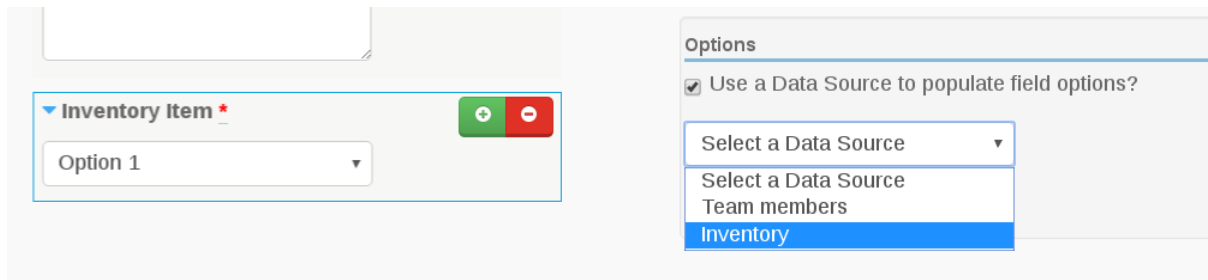 Inventory Item *
Option 1
Options
Use a Data Source to populate field options?
Select a Data Source
Select a Data Source
Team members
Inventory